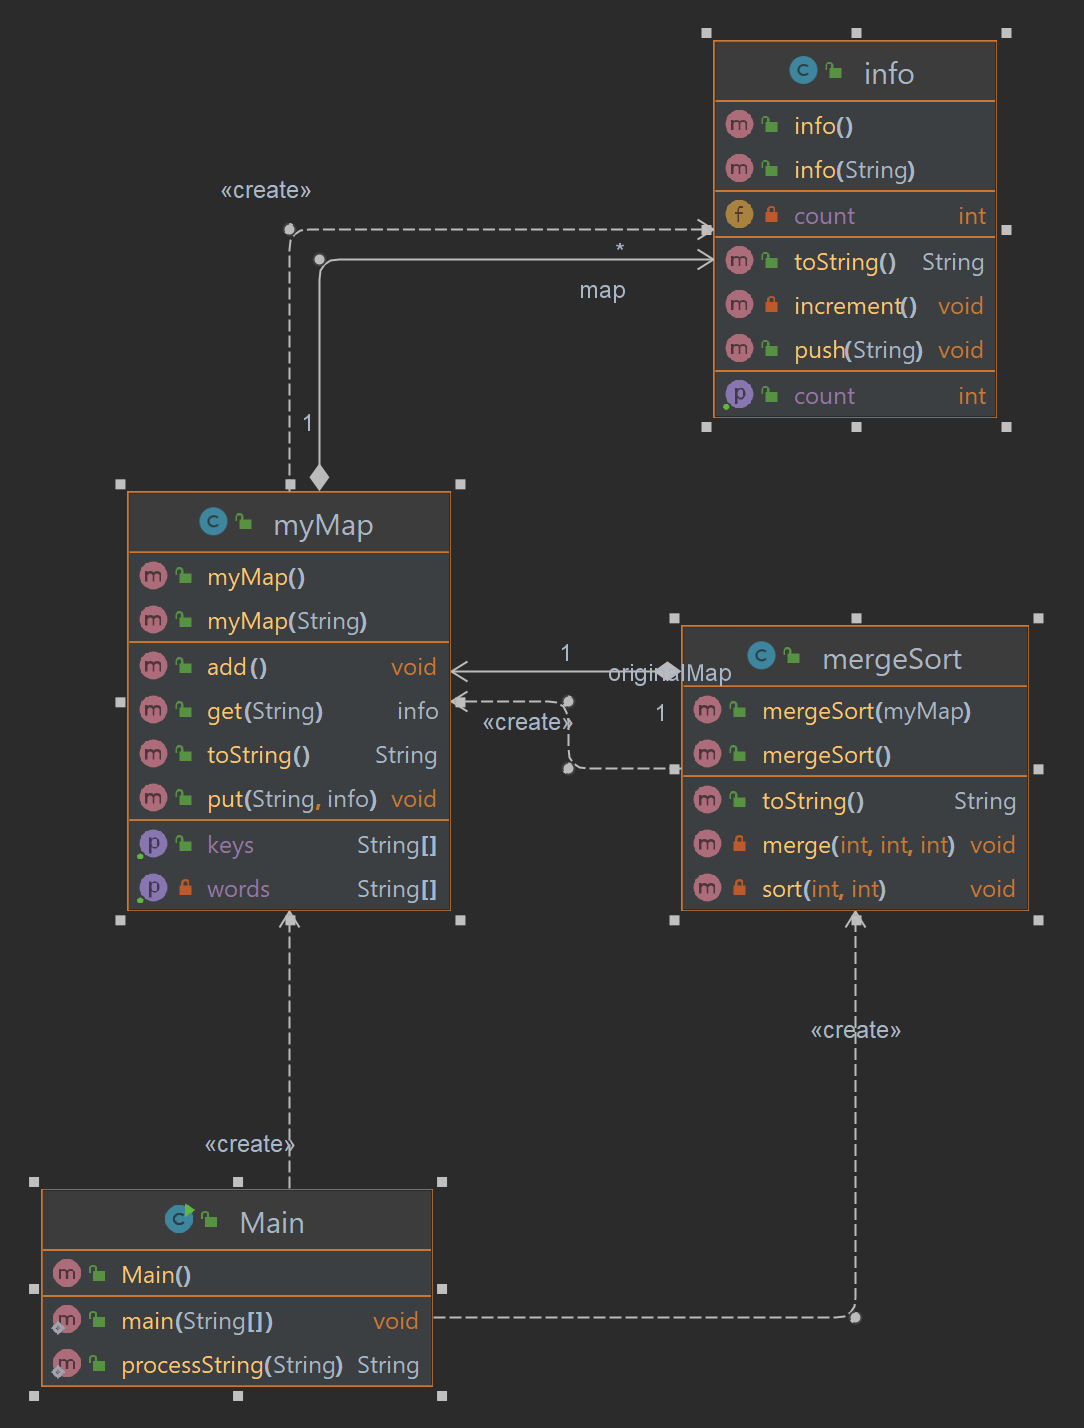 info
info()
info(String)
count int
toString() String
increment() void
push(String) void
count int
«create»
*
map
1
myMap
myMap()
myMap(String)
add() void
get(String) info
toString() String
put(String, info) void
keys String[]
words String[]
1
originalMap
1
«create»
mergeSort
mergeSort(myMap)
mergeSort()
toString() String
merge(int, int, int) void
sort(int, int) void
«create»
«create»
Main
Main()
main(String[]) void
processString(String) String